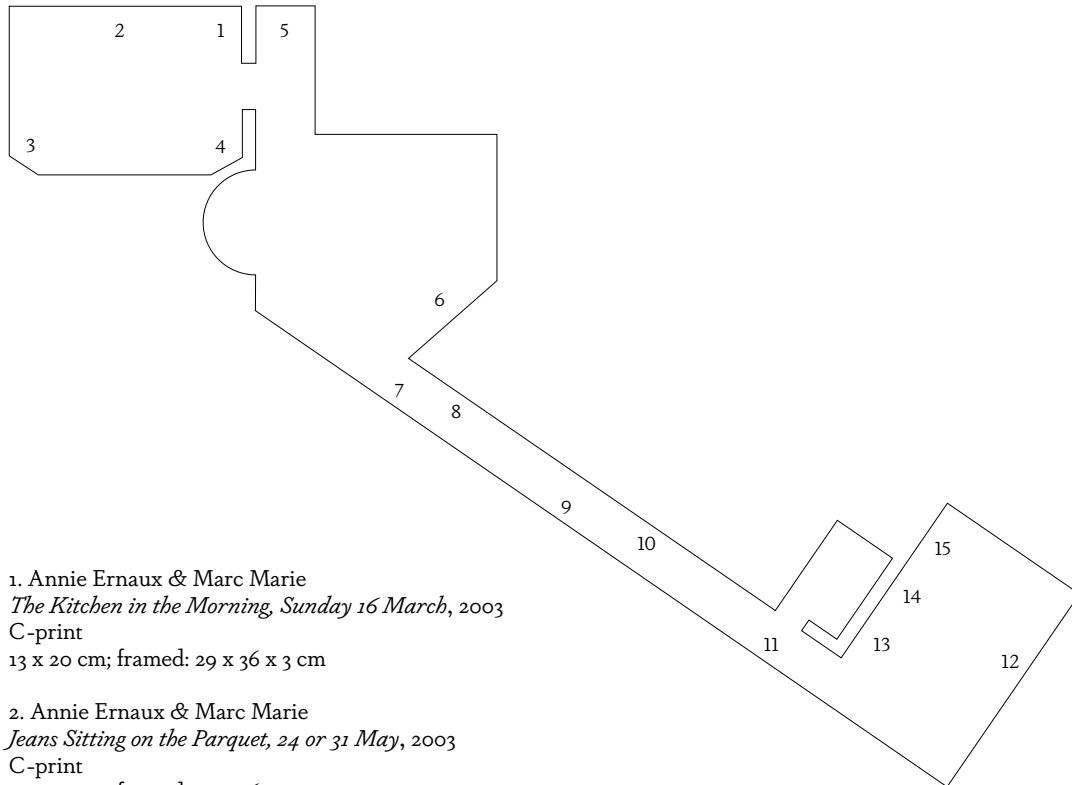 2 1 5
3 4
6
7
8
9
10
15
14
11 13
12
1. Annie Ernaux & Marc Marie
The Kitchen in the Morning, Sunday 16 March, 2003
C-print
13 x 20 cm; framed: 29 x 36 x 3 cm
2. Annie Ernaux & Marc Marie
Jeans Sitting on the Parquet, 24 or 31 May, 2003
C-print